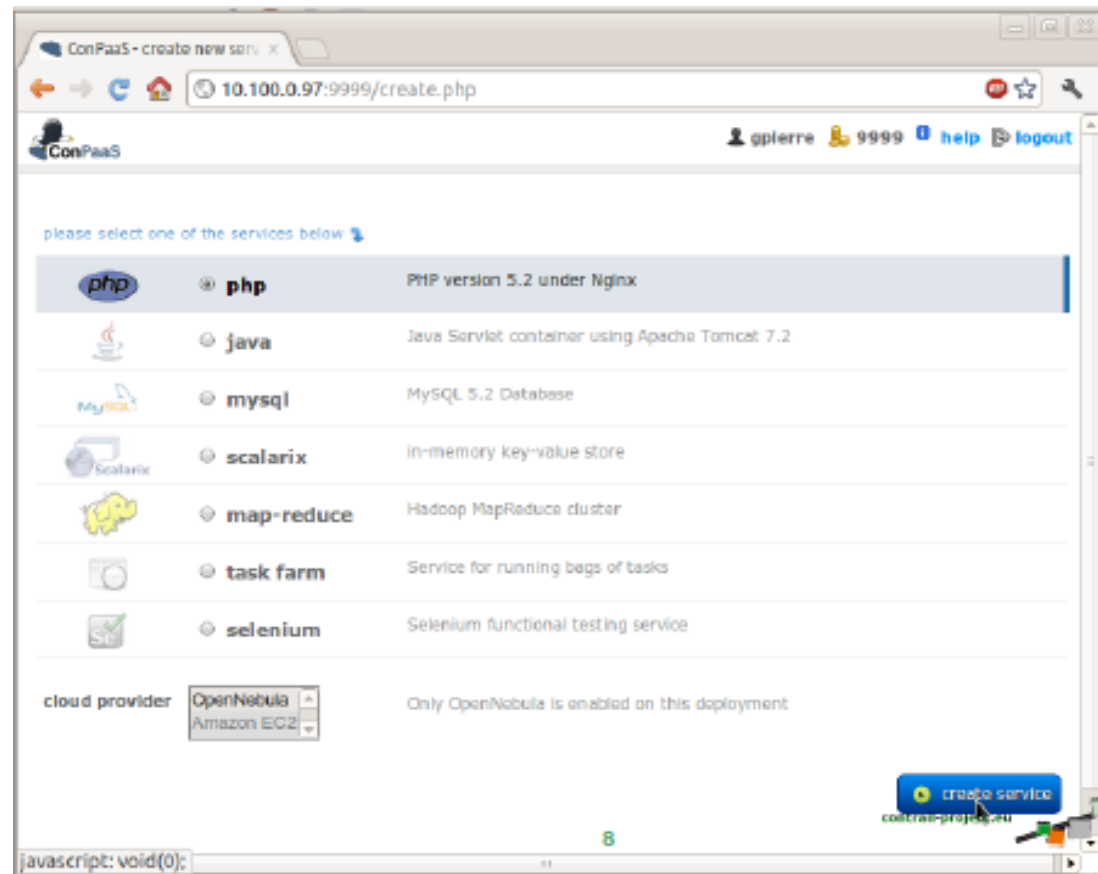 ConPaaS - create new serv
10.100.0.97:9999/create.php
ConPaaS
gpierre 9999 help logout
please select one of the services below
php php PHP version 5.2 under Nginx
java Java Servlet container using Apache Tomcat 7.2
MySQL mysql MySQL 5.2 Database
Scalarix scalarix in-memory key-value store
map-reduce Hadoop MapReduce cluster
task farm Service for running bags of tasks
Se selenium Selenium functional testing service
cloud provider OpenNebula Only OpenNebula is enabled on this deployment
Amazon EC2
create service
contrail-project.eu
8
javascript: void(0);